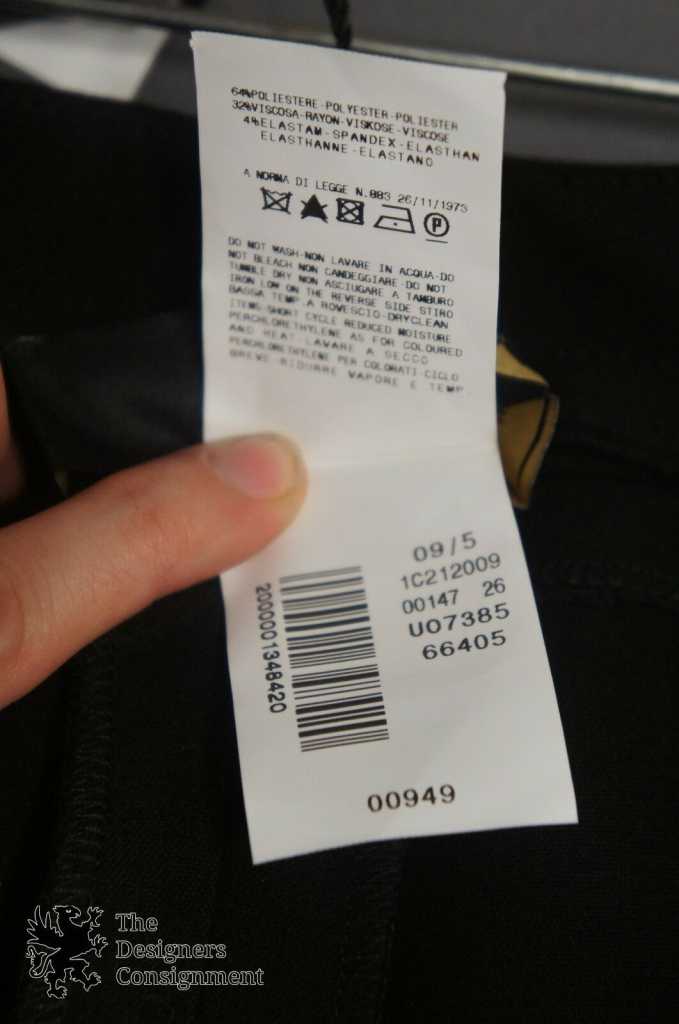 64%POLIESTERE-POLYESTER-POLIESTER
32%VISCOSA-RAYON-VISKOSE-VISCOSE
4%ELASTAM-SPANDEX-ELASTHAN
ELASTHANNE-ELASTANO
A NORMA DI LEGGE N.883 26/11/1973
P
DO NOT WASH-NON LAVARE IN ACQUA-DO
NOT BLEACH NON CANDEGGIARE-DO NOT
TUMBLE DRY NON ASCIUGARE A TAMBURO
IRON LOW ON THE REVERSE SIDE STIRO
BASSA TEMP.A ROVESCIO-DRYCLEAN
ITEMS-SHORT CYCLE REDUCED MOISTURE
PERCHLORETHYLENE AS FOR COLOURED
AND HEAT-LAVARE A SECCO
PERCHLORETHYLENE PER COLORATI-CICLO
BREVE RIDURRE VAPORE E TEMP.
09/5
1C212009
00147 26
U07385
66405
2000001348420
00949
The
Designers
Consignment